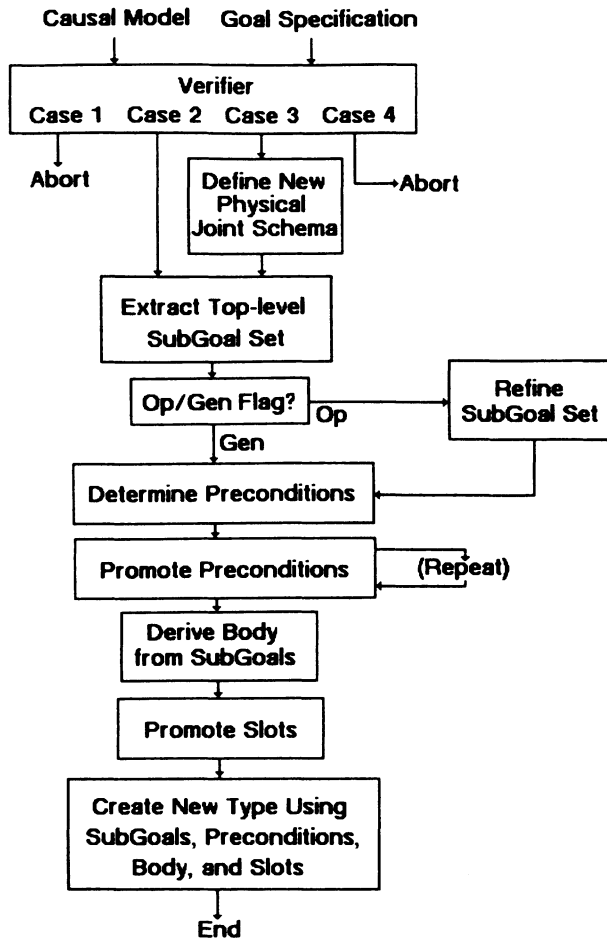 Causal Model Goal Specification
Verifier
Case 1 Case 2 Case 3 Case 4
Abort
Define New
Physical
Joint Schema
Abort
Extract Top-level
SubGoal Set
Op/Gen Flag?
Op
Refine
SubGoal Set
Gen
Determine Preconditions
Promote Preconditions
(Repeat)
Derive Body
from SubGoals
Promote Slots
Create New Type Using
SubGoals, Preconditions,
Body, and Slots
End